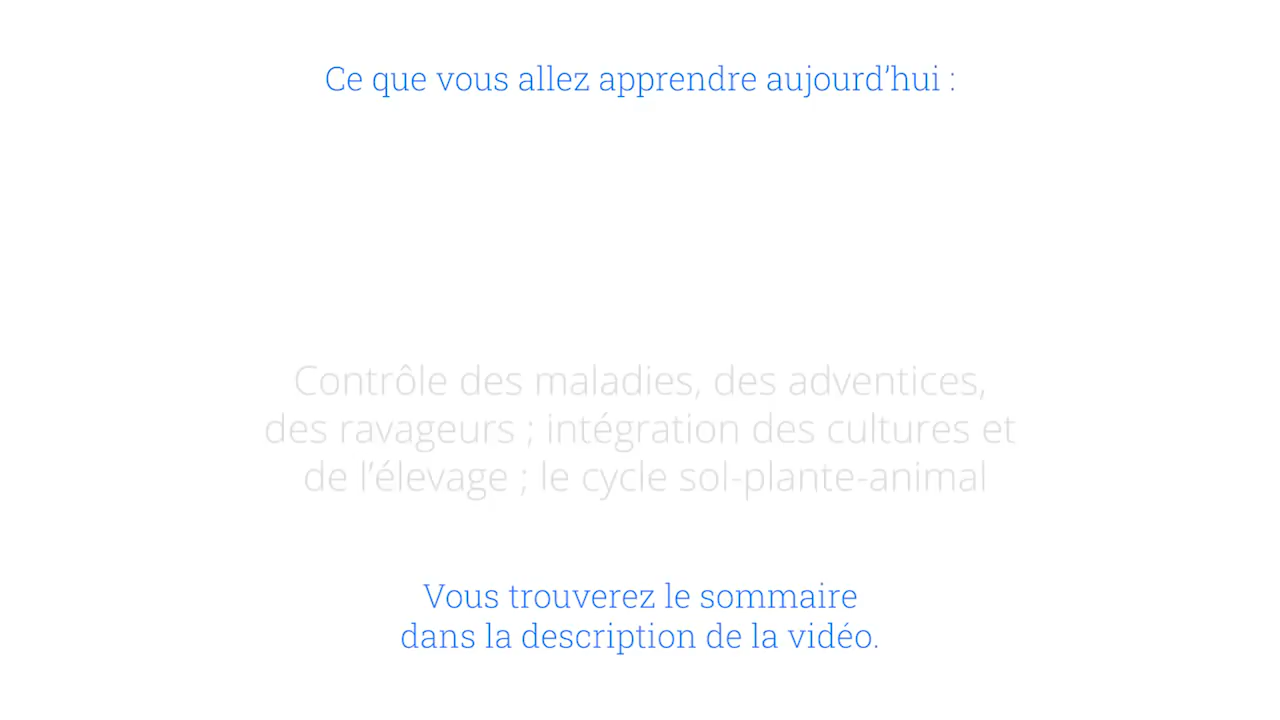 Ce que vous allez apprendre aujourd’hui :
Contrôle des maladies, des adventices,
des ravageurs ; intégration des cultures et
de l’élevage ; le cycle sol-plante-animal
Vous trouverez le sommaire
dans la description de la vidéo.